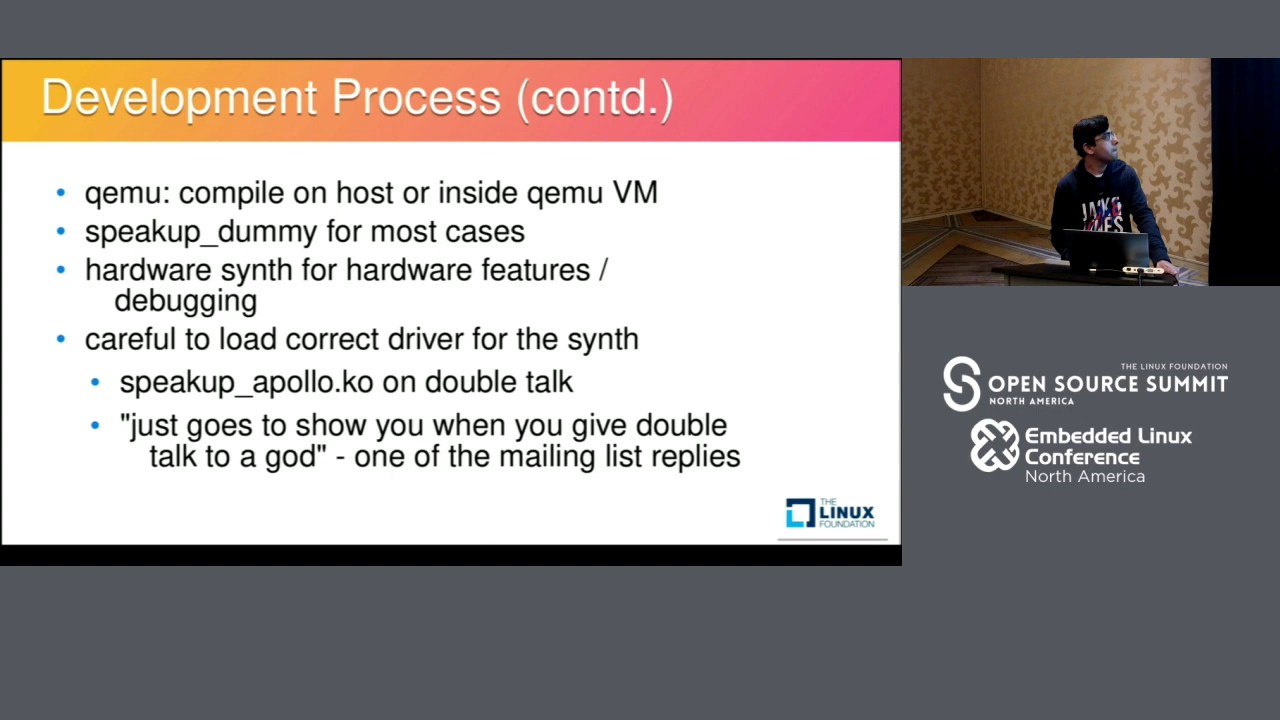 Development Process (contd.)
qemu: compile on host or inside qemu VM
speakup_dummy for most cases
hardware synth for hardware features /
debugging
careful to load correct driver for the synth
speakup_apollo.ko on double talk
"just goes to show you when you give double
talk to a god" - one of the mailing list replies
THE
LINUX
FOUNDATION
THE LINUX FOUNDATION
OPEN SOURCE SUMMIT
NORTH AMERICA
Embedded Linux
Conference
North America